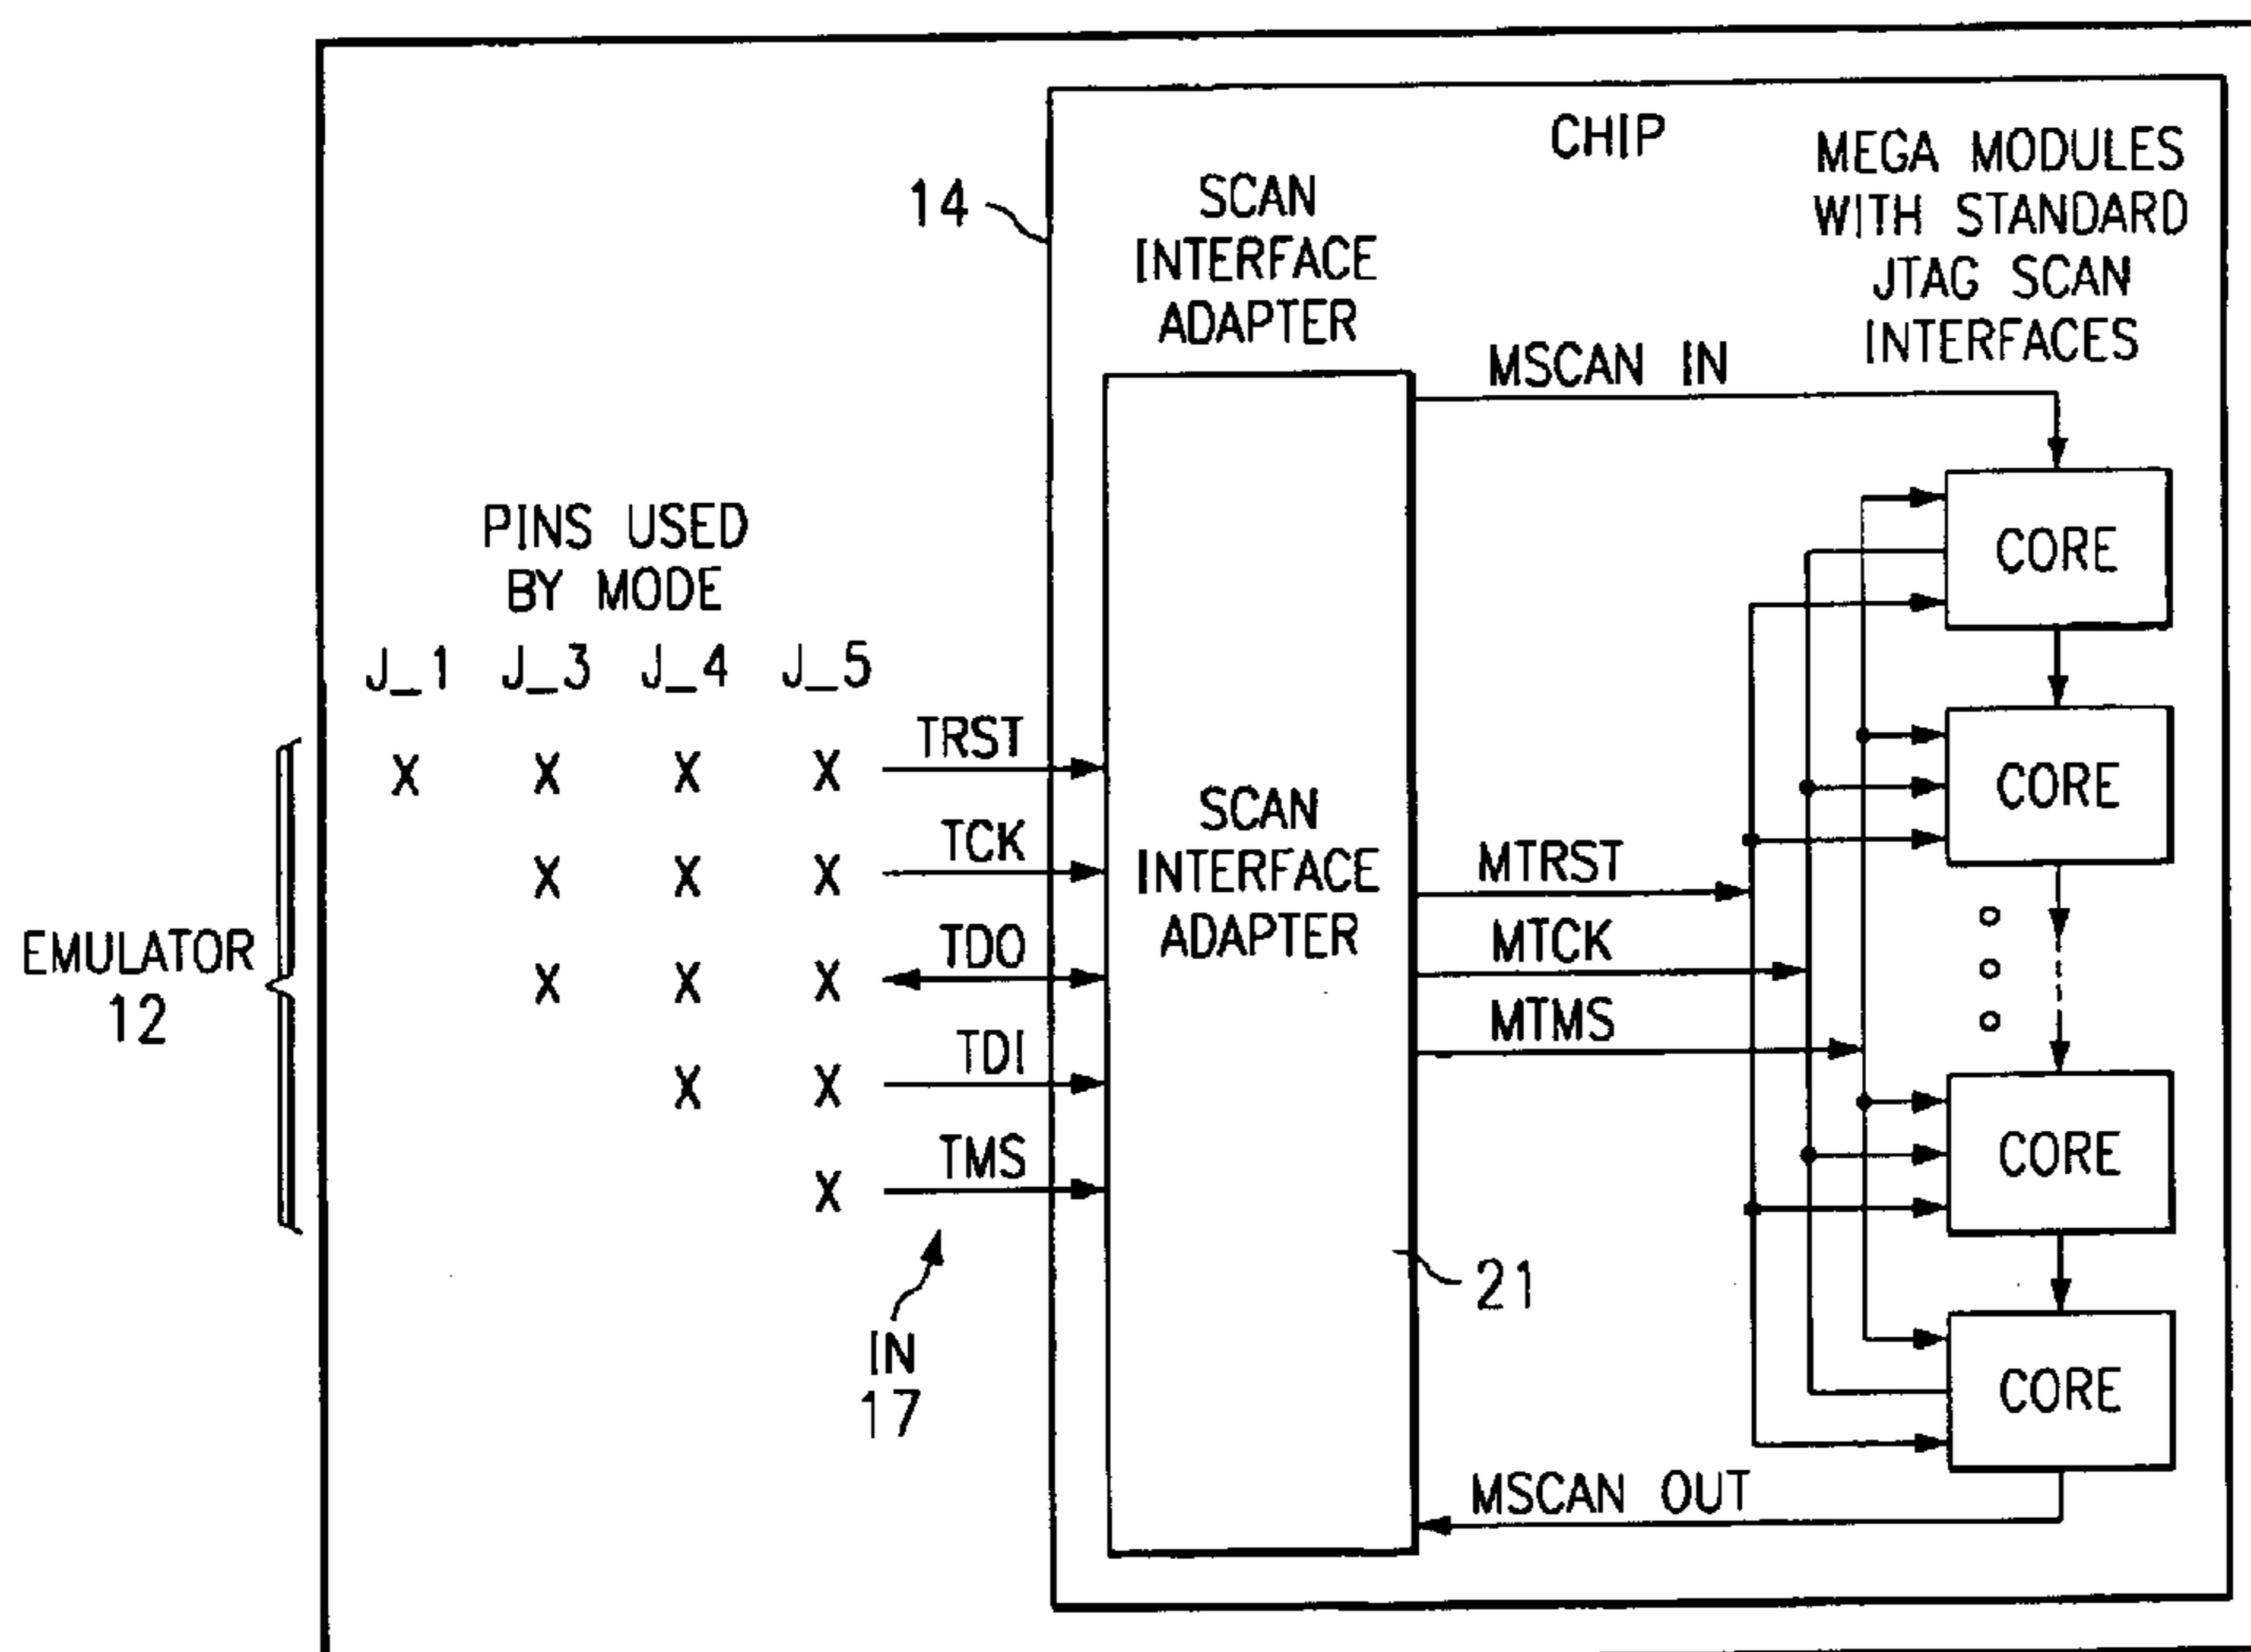 CHIP
MEGA MODULES
WITH STANDARD
JTAG SCAN
INTERFACES
14
SCAN
INTERFACE
ADAPTER
MSCAN IN
PINS USED
BY MODE
J_1 J_3 J_4 J_5
X X X X TRST
X X X TCK
X X X TDO
X X TDI
X TMS
EMULATOR
12
IN
17
SCAN
INTERFACE
ADAPTER
21
MTRST
MTCK
MTMS
MSCAN OUT
CORE
CORE
CORE
CORE